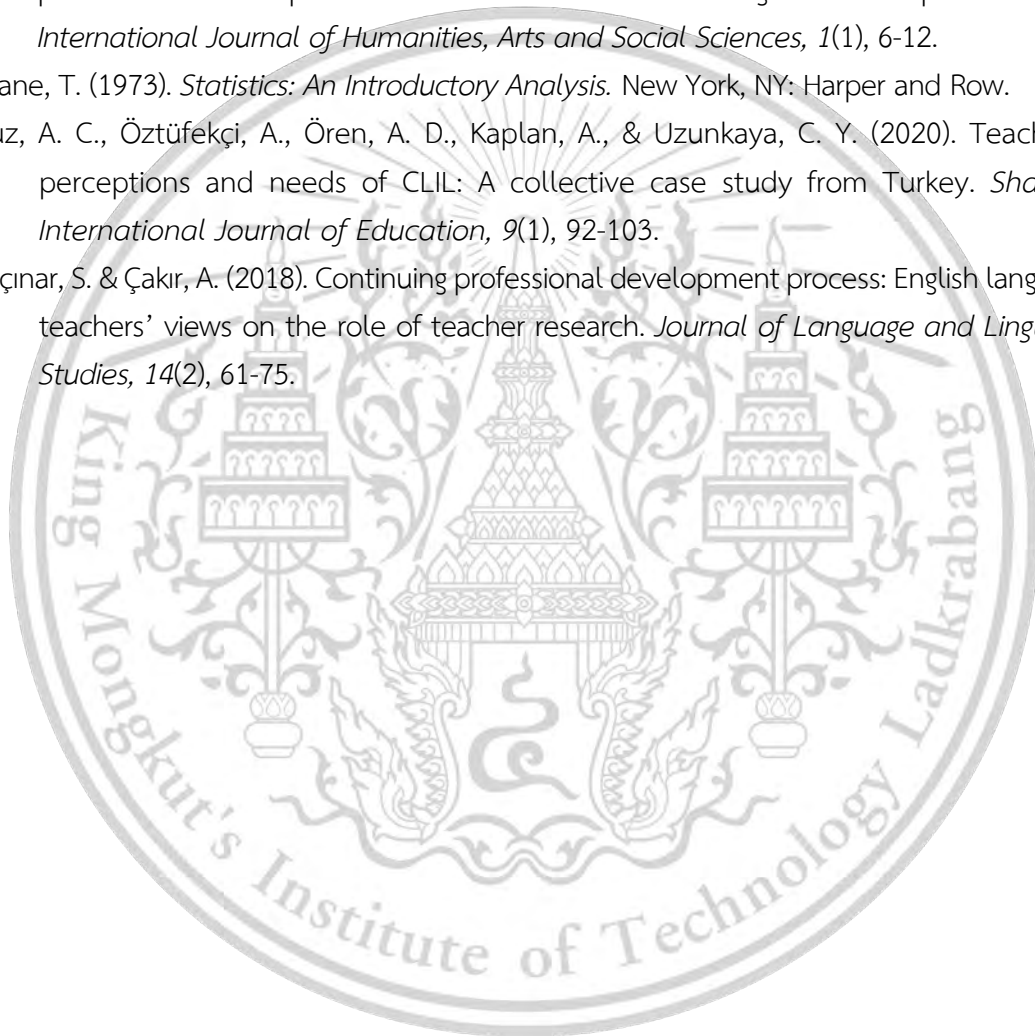 International Journal of Humanities, Arts and Social Sciences, 1(1), 6-12.
ane, T. (1973). Statistics: An Introductory Analysis. New York, NY: Harper and Row.
uz, A. C., Öztüfekçi, A., Ören, A. D., Kaplan, A., & Uzunkaya, C. Y. (2020). Teach
perceptions and needs of CLIL: A collective case study from Turkey. Sha
International Journal of Education, 9(1), 92-103.
çınar, S. & Çakır, A. (2018). Continuing professional development process: English lang
teachers’ views on the role of teacher research. Journal of Language and Ling
Studies, 14(2), 61-75.
King Mongkut's Institute of Technology Ladkrabang